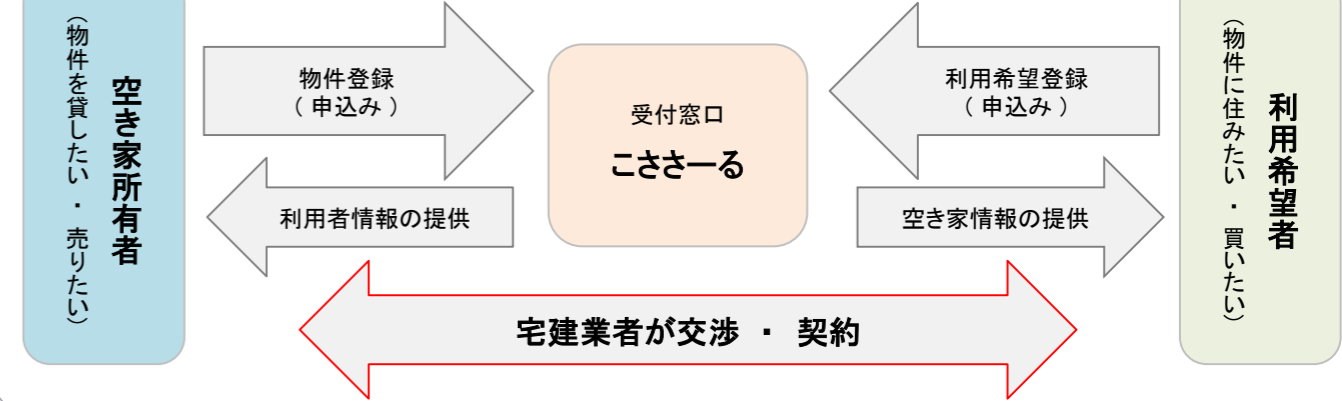 空き家所有者
（物件を貸したい ・ 売りたい）
物件登録
（ 申込み ）
利用者情報の提供
受付窓口
こささーる
利用希望登録
（ 申込み ）
空き家情報の提供
宅建業者が交渉 ・ 契約
利用希望者
（物件に住みたい ・ 買いたい）